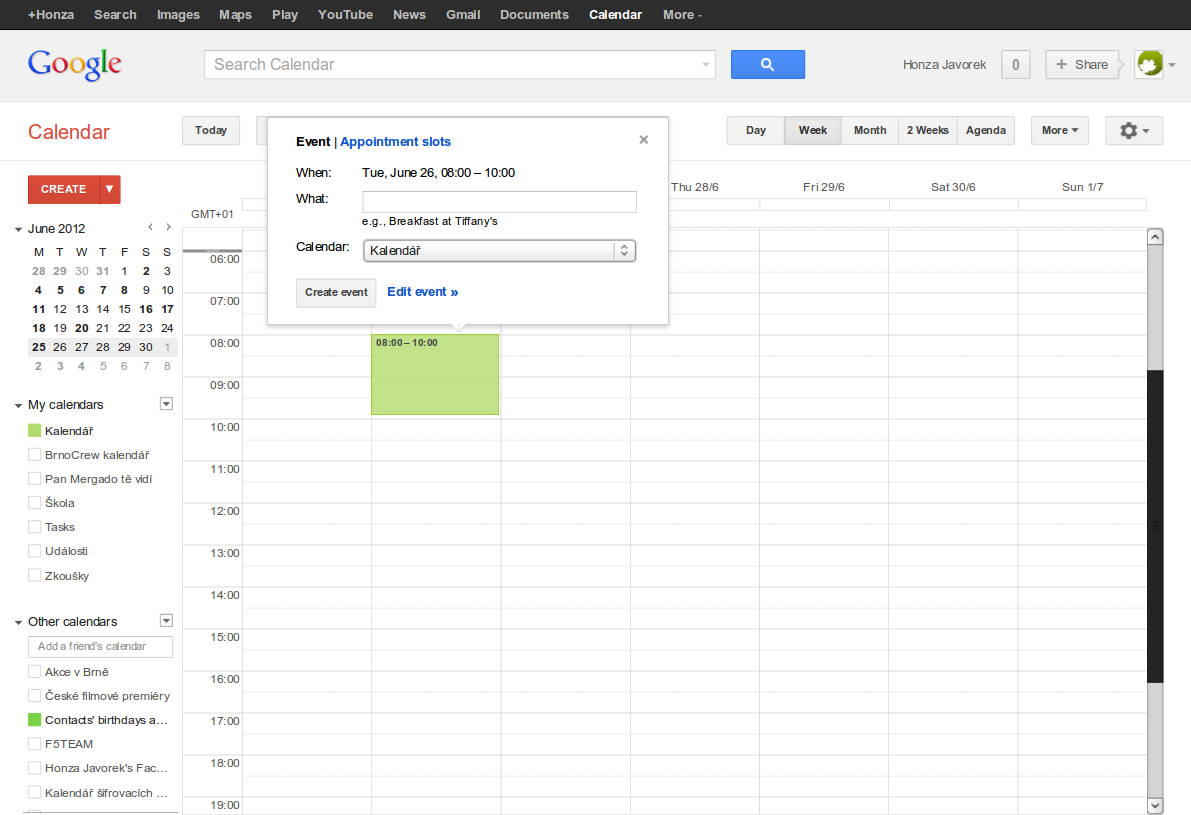 +Honza Search Images Maps Play YouTube News Gmail Documents Calendar More
Google
Search Calendar
Honza Javorek
0
+ Share
Calendar
Today
Day Week Month 2 Weeks Agenda
More
CREATE
June 2012
M T W T F S S
28 29 30 31 1 2 3
4 5 6 7 8 9 10
11 12 13 14 15 16 17
18 19 20 21 22 23 24
25 26 27 28 29 30 1
2 3 4 5 6 7 8
My calendars
Kalendář
BrnoCrew kalendář
Pan Mergado tě vidí
Škola
Tasks
Události
Zkoušky
Other calendars
Add a friend's calendar
Akce v Brně
České filmové premiéry
Contacts' birthdays a...
F5TEAM
Honza Javorek's Fac...
Kalendář šifrovacích ...
Event | Appointment slots
×
When: Tue, June 26, 08:00 – 10:00
What:
e.g., Breakfast at Tiffany's
Calendar: Kalendář
Create event Edit event »
Thu 28/6 Fri 29/6 Sat 30/6 Sun 1/7
GMT+01
06:00
07:00
08:00
08:00 – 10:00
09:00
10:00
11:00
12:00
13:00
14:00
15:00
16:00
17:00
18:00
19:00